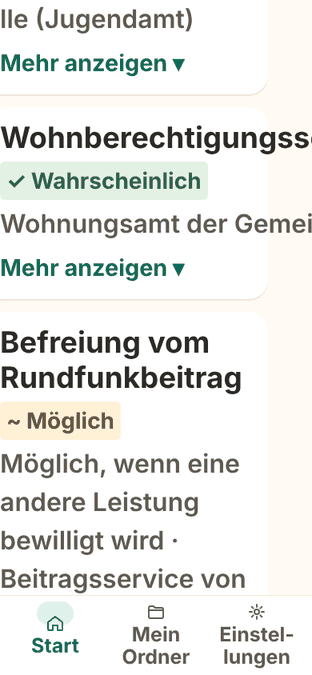 lle (Jugendamt)
Mehr anzeigen ▾
Wohnberechtigungss
✓ Wahrscheinlich
Wohnungsamt der Gemei
Mehr anzeigen ▾
Befreiung vom
Rundfunkbeitrag
~ Möglich
Möglich, wenn eine
andere Leistung
bewilligt wird ·
Beitragsservice von
Start
Mein
Ordner
Einstel-
lungen